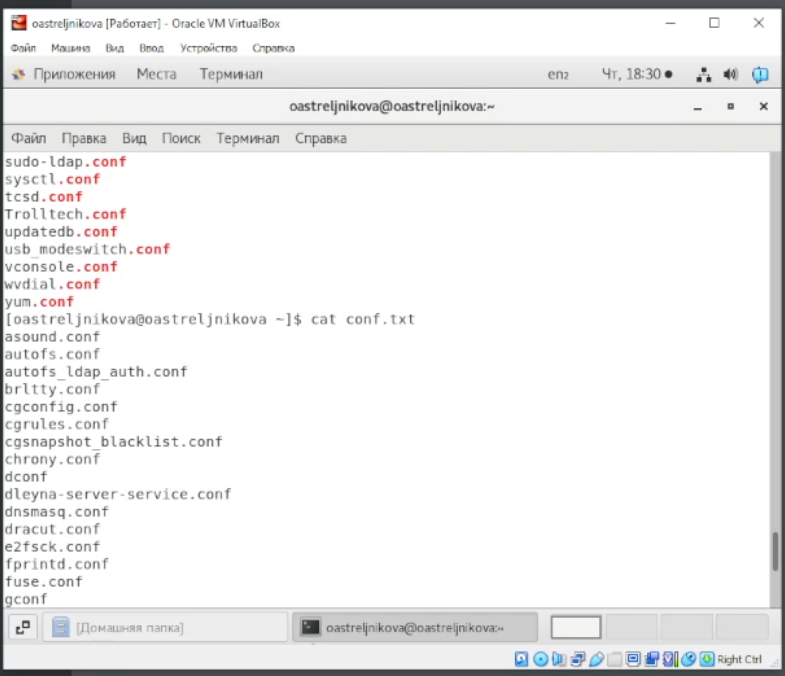 oastreljnikova [Работает] - Oracle VM VirtualBox
Файл Машина Вид Ввод Устройства Справка
Приложения Места Терминал en₂ Чт, 18:30
oastreljnikova@oastreljnikova:~
Файл Правка Вид Поиск Терминал Справка
sudo-ldap.conf
sysctl.conf
tcsd.conf
Trolltech.conf
updatedb.conf
usb_modeswitch.conf
vconsole.conf
wvdial.conf
yum.conf
[oastreljnikova@oastreljnikova ~]$ cat conf.txt
asound.conf
autofs.conf
autofs_ldap_auth.conf
brltty.conf
cgconfig.conf
cgrules.conf
cgsnapshot_blacklist.conf
chrony.conf
dconf
dleyna-server-service.conf
dnsmasq.conf
dracut.conf
e2fsck.conf
fprintd.conf
fuse.conf
gconf
[Домашняя папка] oastreljnikova@oastreljnikova:~
Right Ctrl